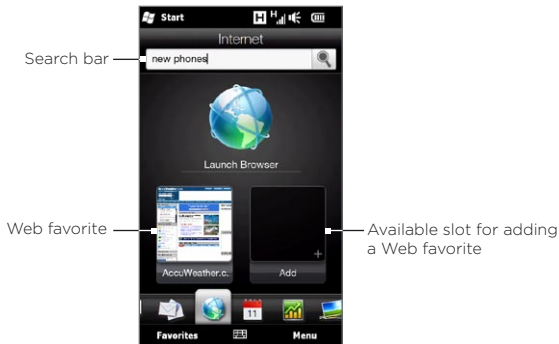 Start
H H
Internet
Search bar
new phones
Launch Browser
Web favorite
Available slot for adding
a Web favorite
AccuWeather.c.
Add
11
Favorites
Menu